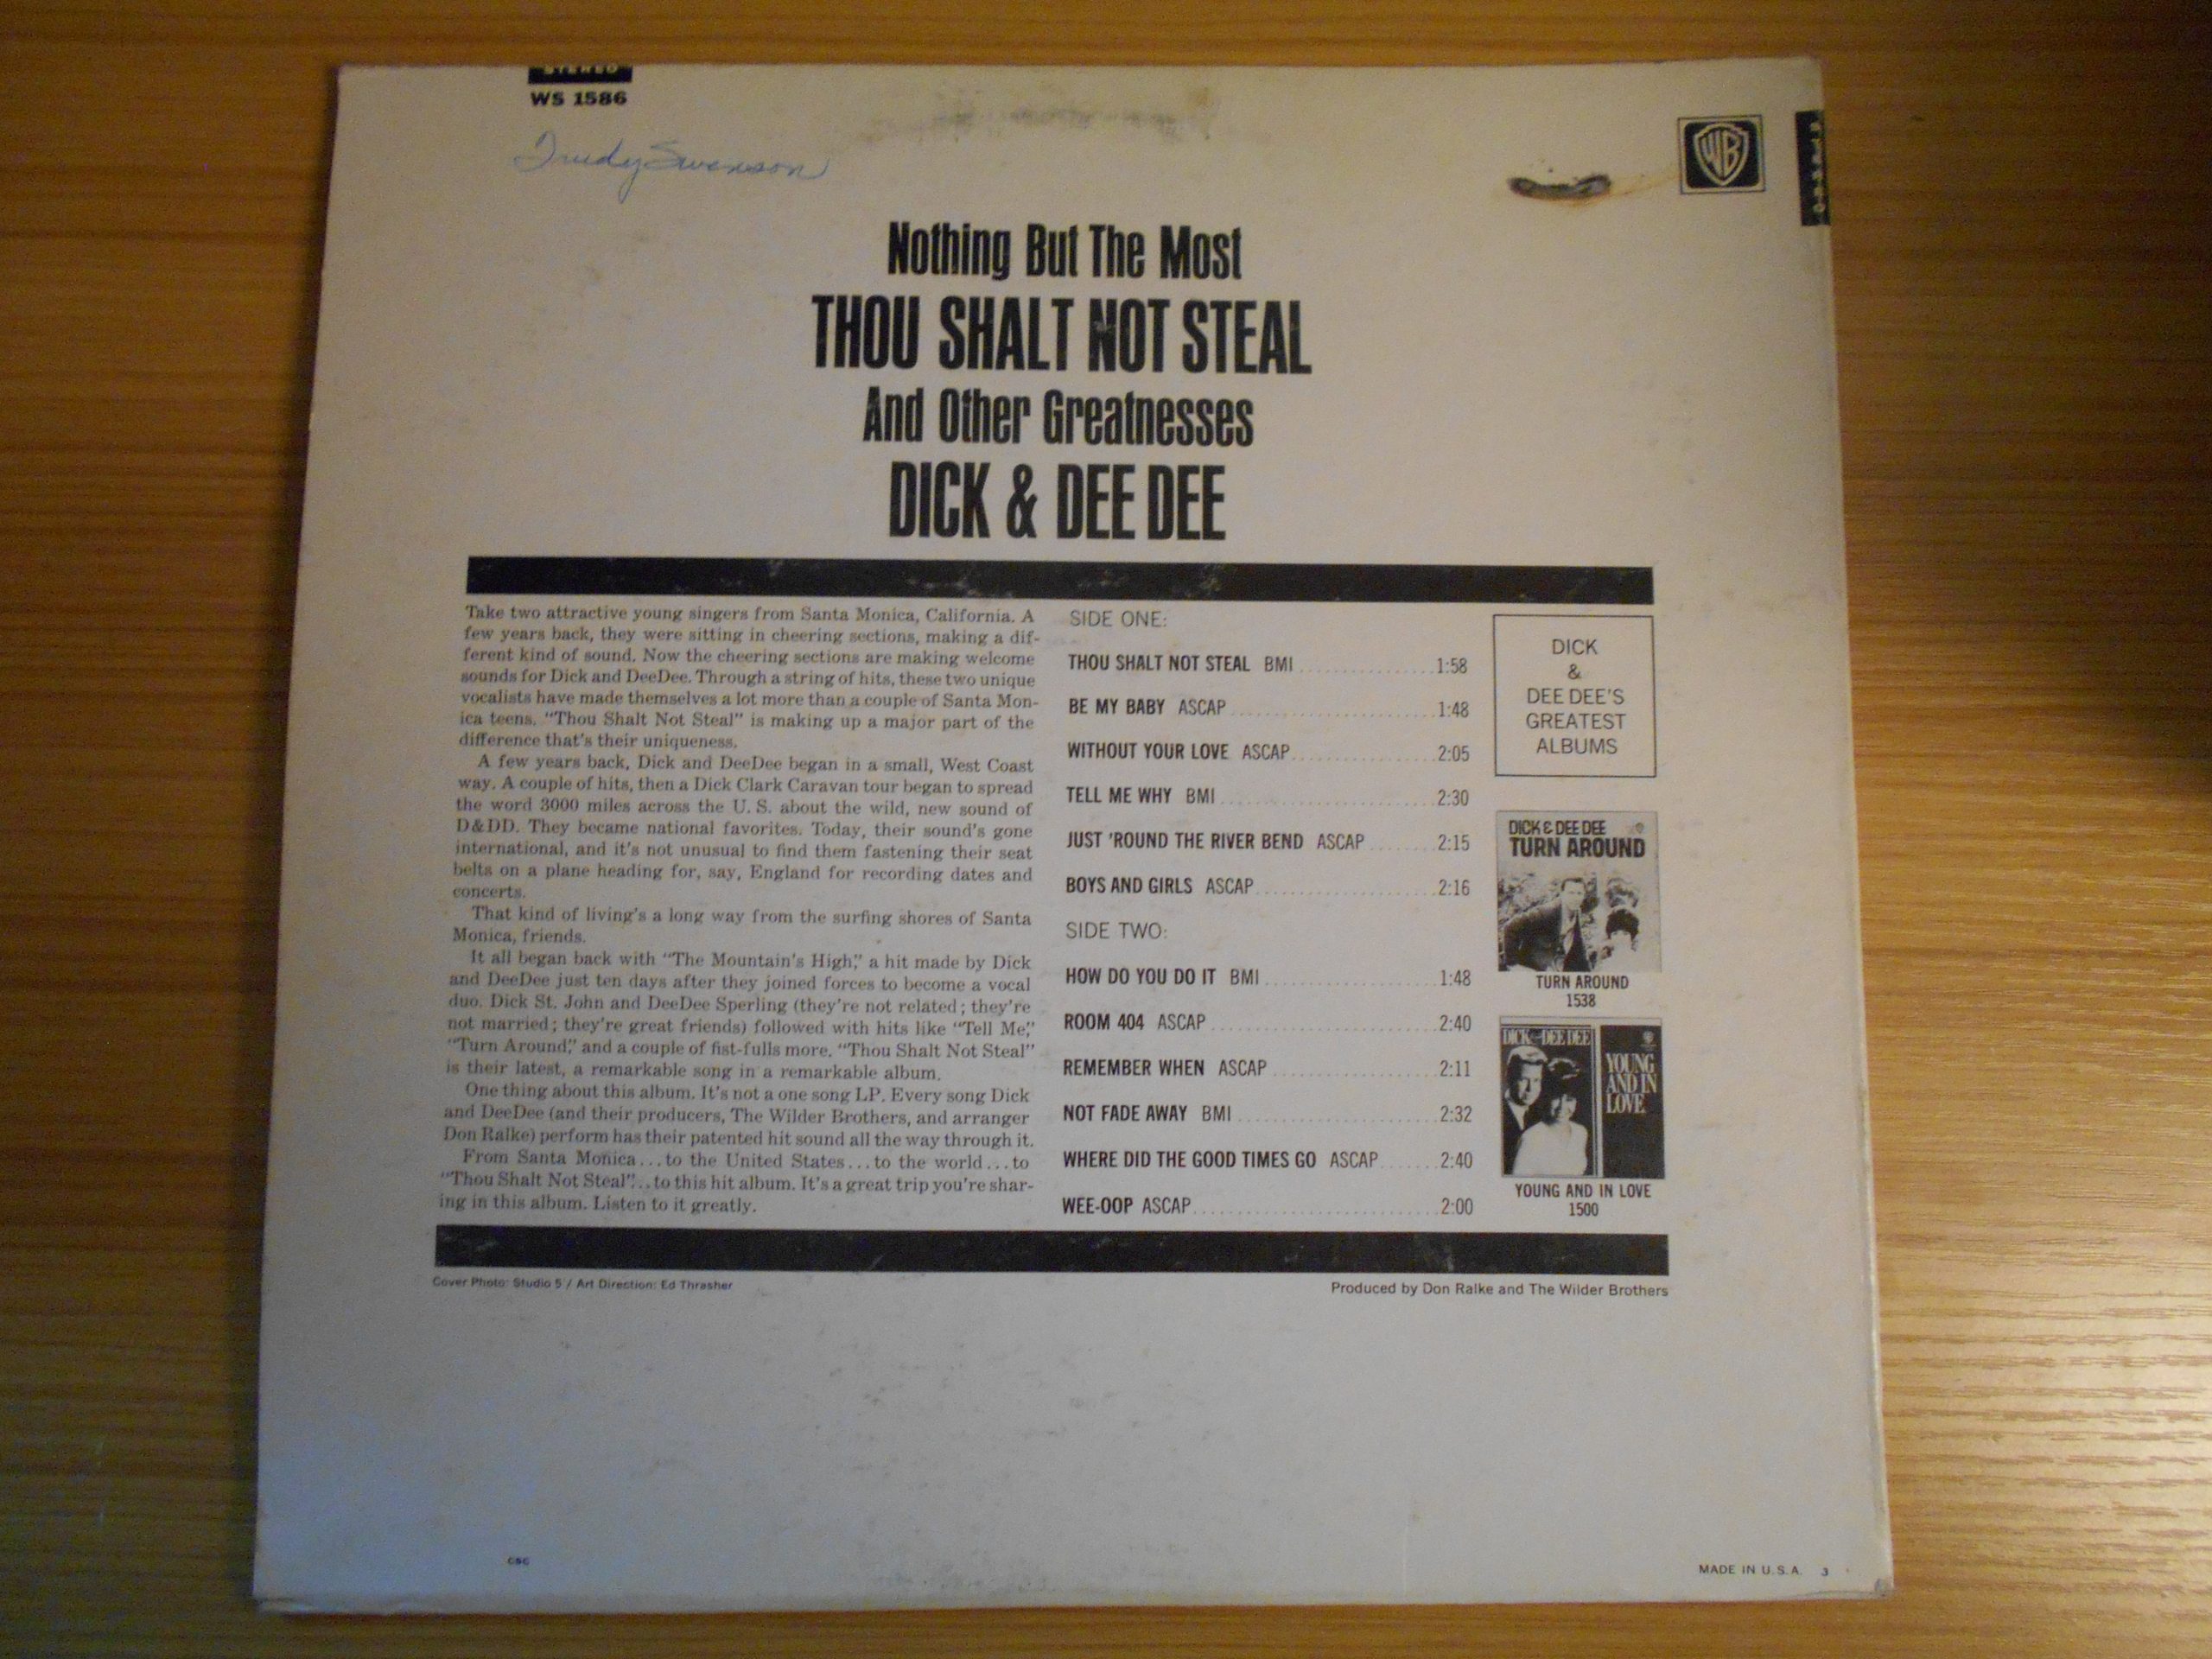 STEREO
WS 1586
Trudy Swanson
WB
Nothing But The Most
THOU SHALT NOT STEAL
And Other Greatnesses
DICK & DEE DEE
Take two attractive young singers from Santa Monica, California. A
few years back, they were sitting in cheering sections, making a dif-
ferent kind of sound. Now the cheering sections are making welcome
sounds for Dick and DeeDee. Through a string of hits, these two unique
vocalists have made themselves a lot more than a couple of Santa Mon-
ica teens. "Thou Shalt Not Steal" is making up a major part of the
difference that's their uniqueness.
A few years back, Dick and DeeDee began in a small, West Coast
way. A couple of hits, then a Dick Clark Caravan tour began to spread
the word 3000 miles across the U. S. about the wild, new sound of
D&DD. They became national favorites. Today, their sound's gone
international, and it's not unusual to find them fastening their seat
belts on a plane heading for, say, England for recording dates and
concerts.
That kind of living's a long way from the surfing shores of Santa
Monica, friends.
It all began back with "The Mountain's High," a hit made by Dick
and DeeDee just ten days after they joined forces to become a vocal
duo. Dick St. John and DeeDee Sperling (they're not related; they're
not married; they're great friends) followed with hits like "Tell Me,"
"Turn Around," and a couple of fist-fulls more. "Thou Shalt Not Steal"
is their latest, a remarkable song in a remarkable album.
One thing about this album. It's not a one song LP. Every song Dick
and DeeDee (and their producers, The Wilder Brothers, and arranger
Don Ralke) perform has their patented hit sound all the way through it.
From Santa Monica...to the United States...to the world...to
"Thou Shalt Not Steal"...to this hit album. It's a great trip you're shar-
ing in this album. Listen to it greatly.
SIDE ONE:
THOU SHALT NOT STEAL BMI 1:58
BE MY BABY ASCAP 1:48
WITHOUT YOUR LOVE ASCAP 2:05
TELL ME WHY BMI 2:30
JUST 'ROUND THE RIVER BEND ASCAP 2:15
BOYS AND GIRLS ASCAP 2:16
SIDE TWO:
HOW DO YOU DO IT BMI 1:48
ROOM 404 ASCAP 2:40
REMEMBER WHEN ASCAP 2:11
NOT FADE AWAY BMI 2:32
WHERE DID THE GOOD TIMES GO ASCAP 2:40
WEE-OOP ASCAP 2:00
DICK
&
DEE DEE'S
GREATEST
ALBUMS
DICK & DEE DEE
TURN AROUND
TURN AROUND
1538
DICK AND DEE DEE
YOUNG
AND IN
LOVE
YOUNG AND IN LOVE
1500
Cover Photo: Studio 5 / Art Direction: Ed Thrasher
Produced by Don Ralke and The Wilder Brothers
MADE IN U.S.A. 3